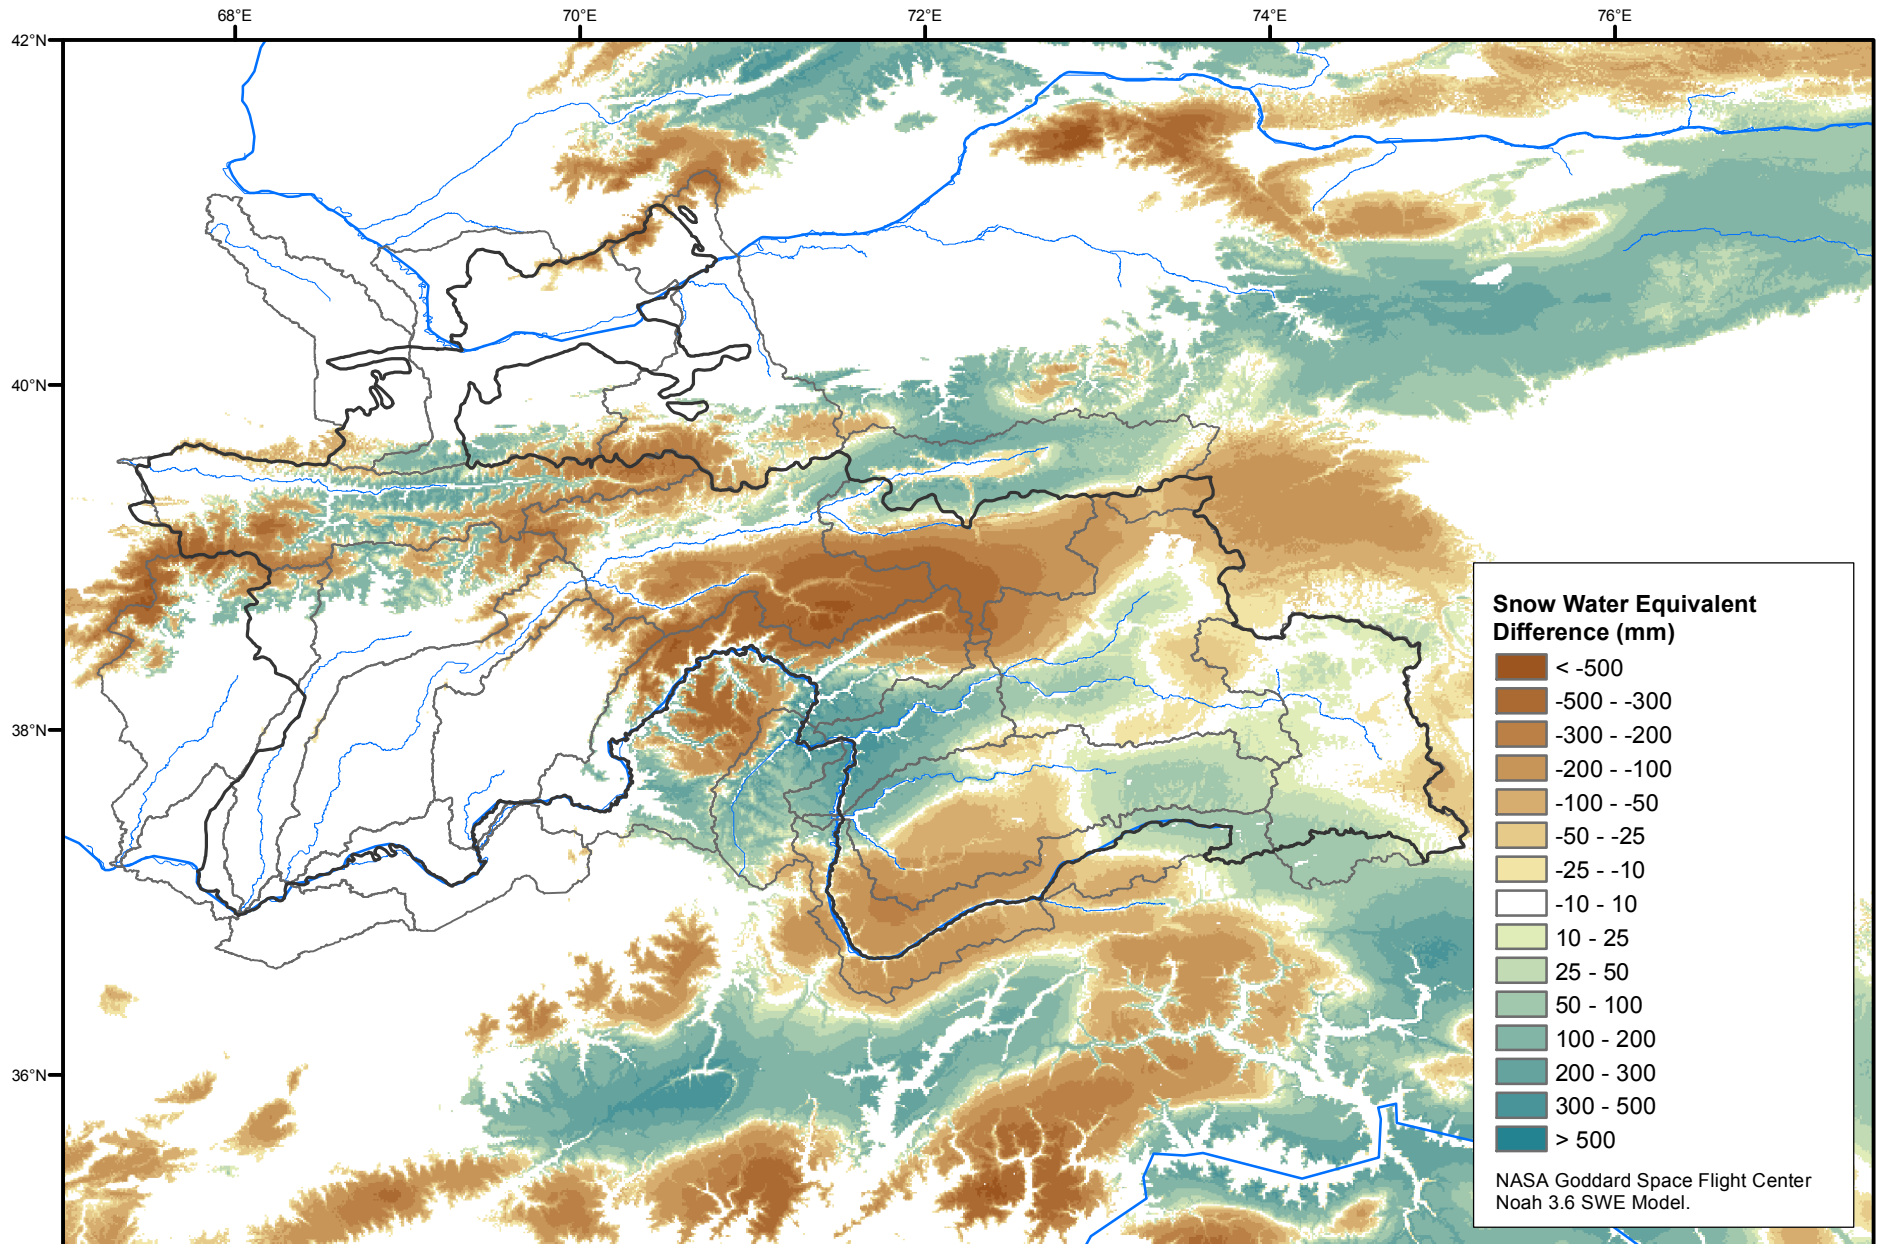 68°E 70°E 72°E 74°E 76°E
42°N
40°N
38°N
36°N
Snow Water Equivalent
Difference (mm)
< -500
-500 - -300
-300 - -200
-200 - -100
-100 - -50
-50 - -25
-25 - -10
-10 - 10
10 - 25
25 - 50
50 - 100
100 - 200
200 - 300
300 - 500
> 500
NASA Goddard Space Flight Center
Noah 3.6 SWE Model.